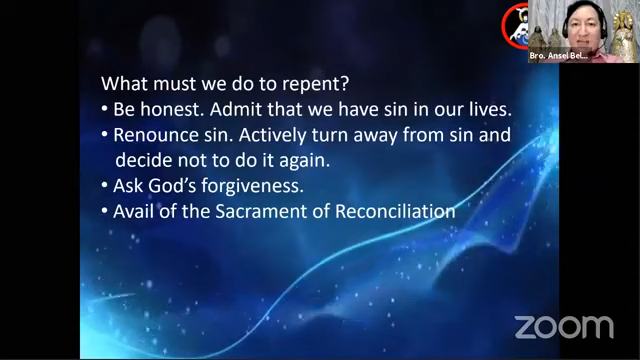 What must we do to repent?
• Be honest. Admit that we have sin in our lives.
• Renounce sin. Actively turn away from sin and
decide not to do it again.
• Ask God's forgiveness.
• Avail of the Sacrament of Reconciliation
Bro. Ansel Bel...
zoom